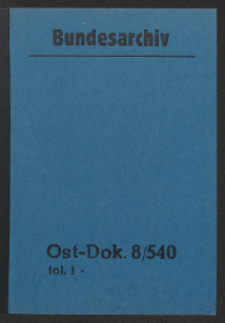 Bundesarchiv
Ost-Dok. 8/540
fol. 1 -